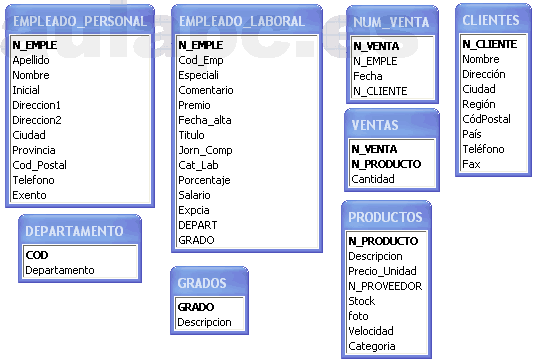 aulapc.es
EMPLEADO_PERSONAL
N_EMPLE
Apellido
Nombre
Inicial
Direccion1
Direccion2
Ciudad
Provincia
Cod_Postal
Telefono
Exento
EMPLEADO_LABORAL
N_EMPLE
Cod_Emp
Especiali
Comentario
Premio
Fecha_alta
Titulo
Jorn_Comp
Cat_Lab
Porcentaje
Salario
Expcia
DEPART
GRADO
NUM_VENTA
N_VENTA
N_EMPLE
Fecha
N_CLIENTE
CLIENTES
N_CLIENTE
Nombre
Dirección
Ciudad
Región
CódPostal
País
Teléfono
Fax
VENTAS
N_VENTA
N_PRODUCTO
Cantidad
DEPARTAMENTO
COD
Departamento
GRADOS
GRADO
Descripcion
PRODUCTOS
N_PRODUCTO
Descripcion
Precio_Unidad
N_PROVEEDOR
Stock
foto
Velocidad
Categoria